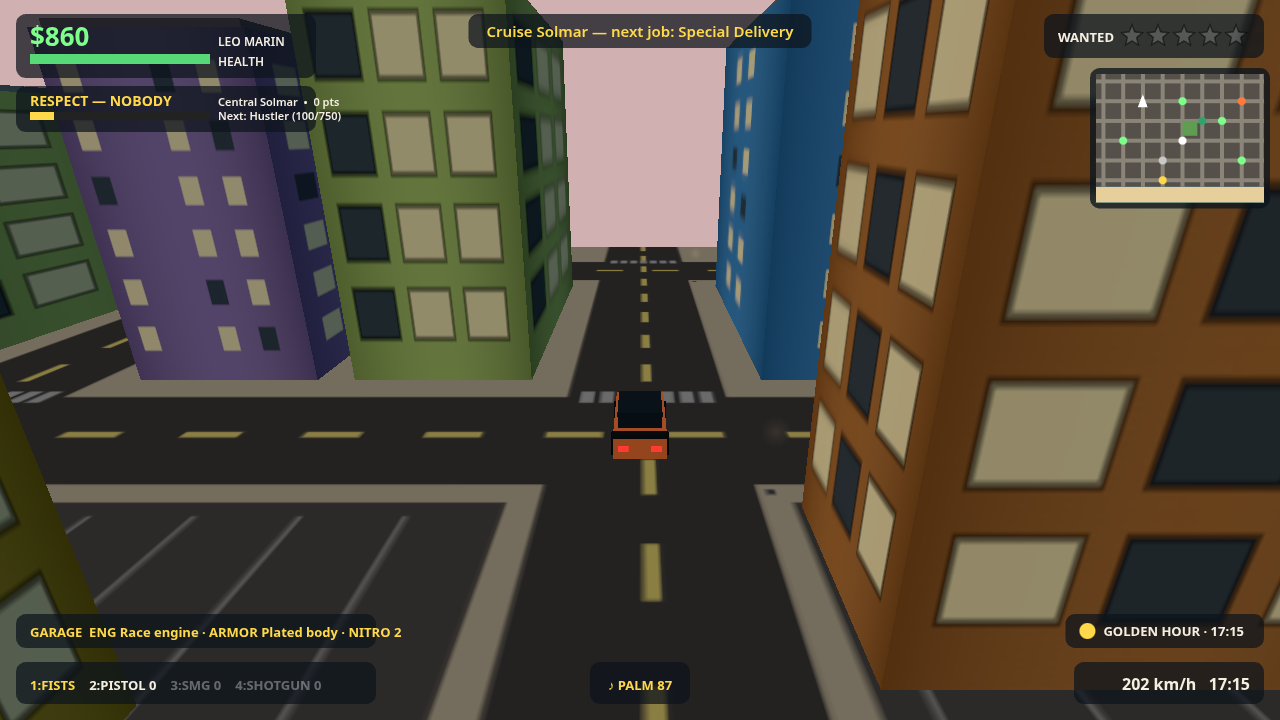 $860
LEO MARIN
HEALTH
RESPECT — NOBODY
Central Solmar • 0 pts
Next: Hustler (100/750)
Cruise Solmar — next job: Special Delivery
WANTED
GARAGE ENG Race engine · ARMOR Plated body · NITRO 2
1:FISTS 2:PISTOL 0 3:SMG 0 4:SHOTGUN 0
♪ PALM 87
GOLDEN HOUR · 17:15
202 km/h 17:15